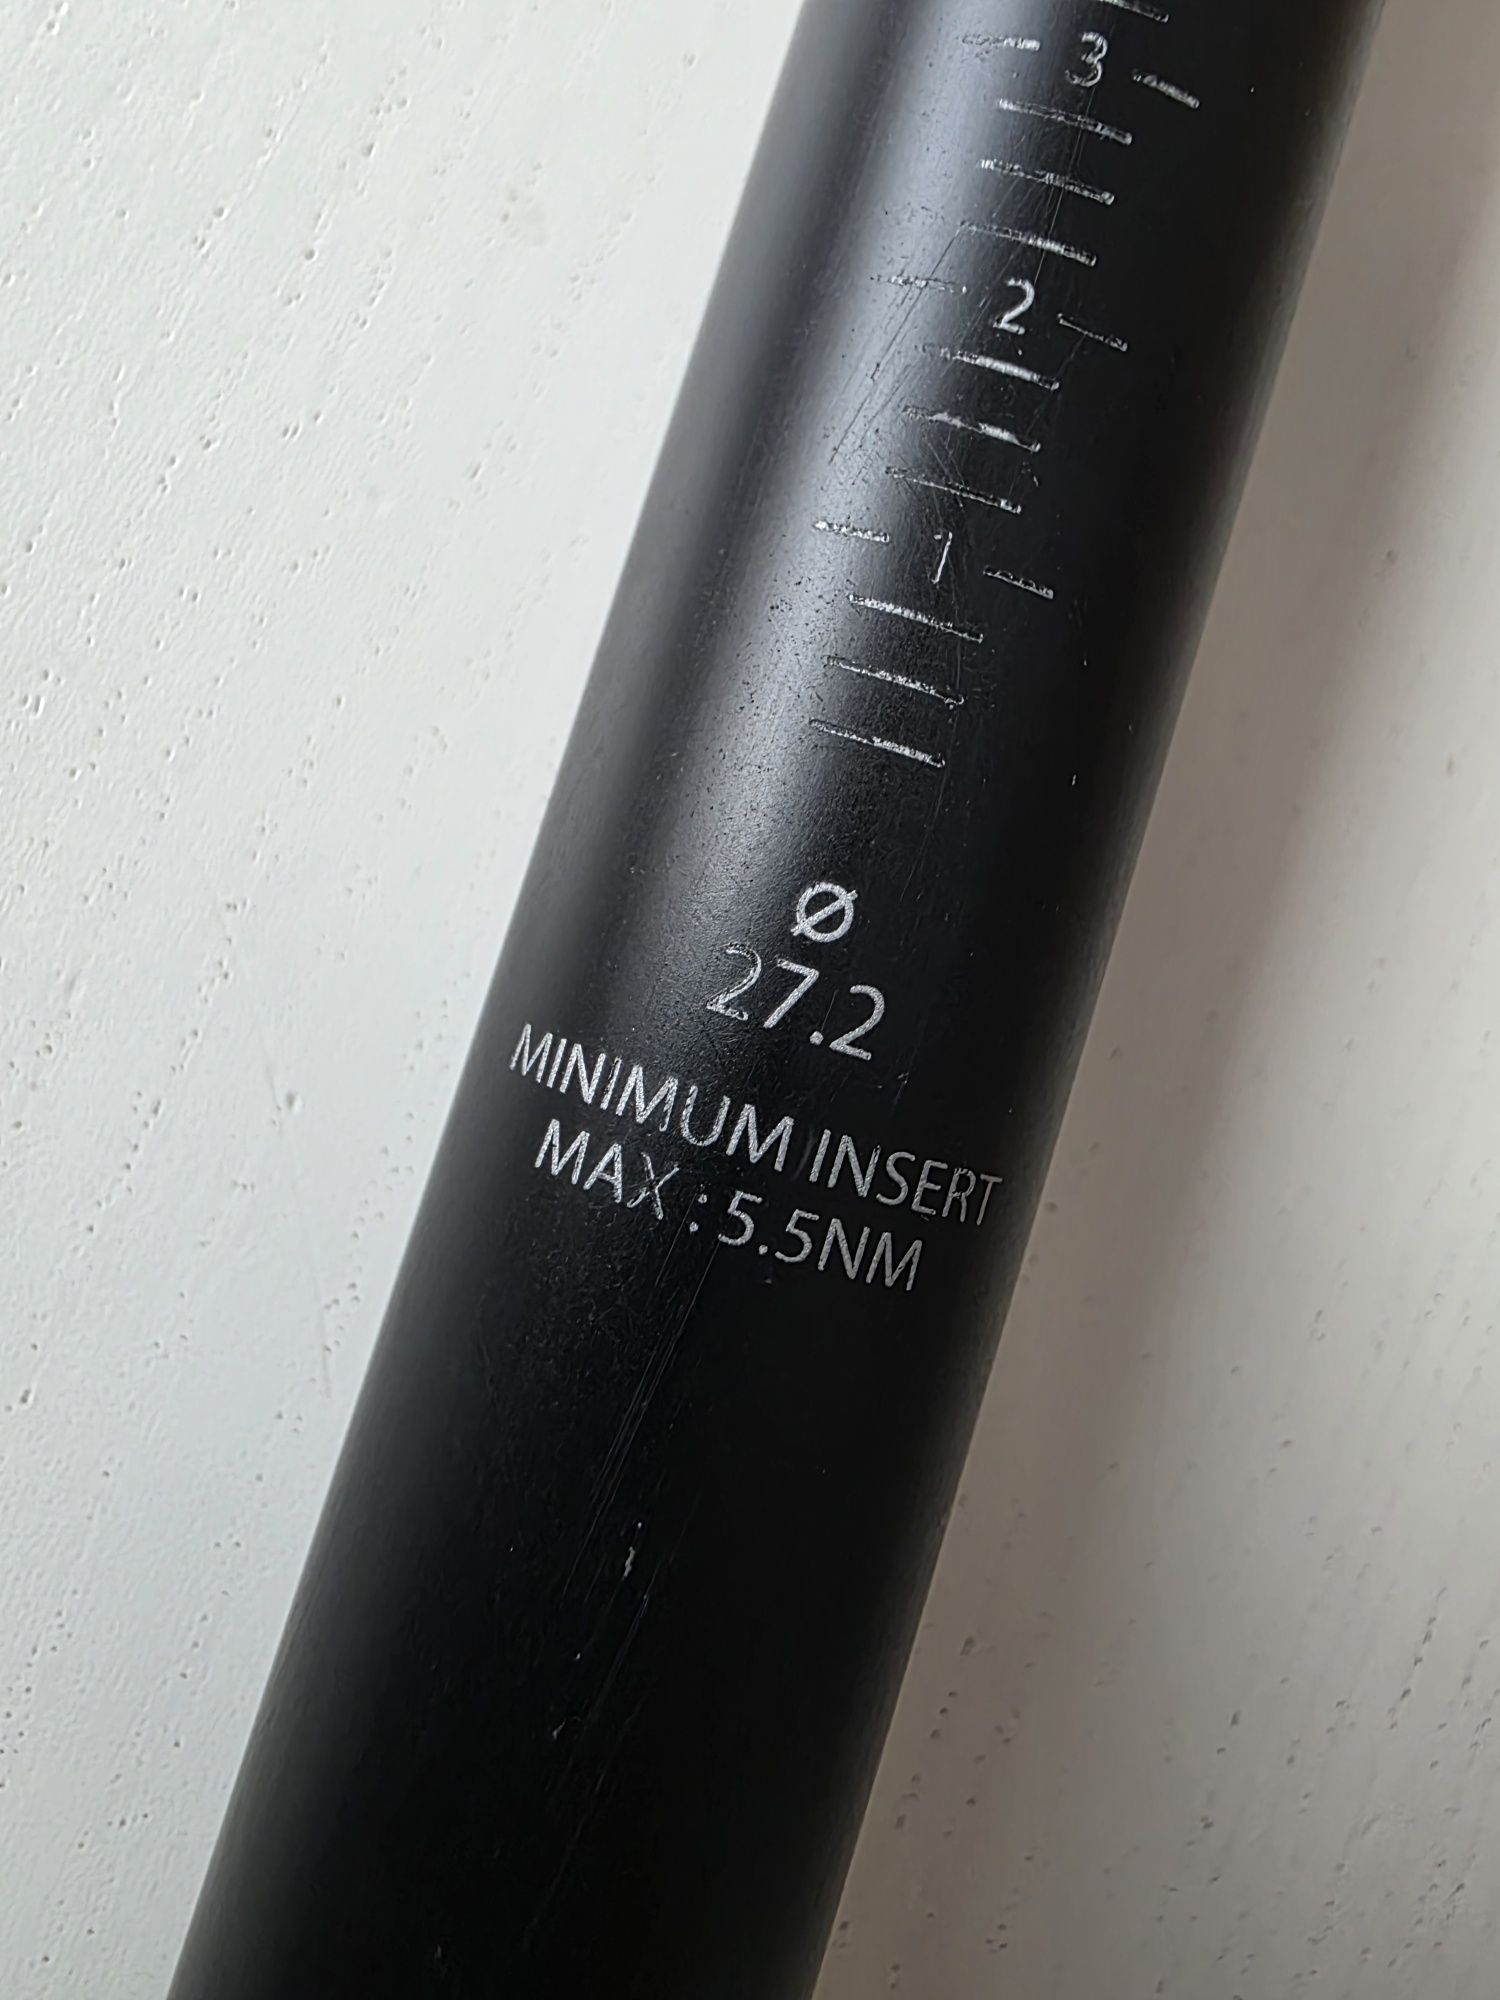 3
2
1
Ø
27.2
MINIMUM INSERT
MAX : 5.5NM